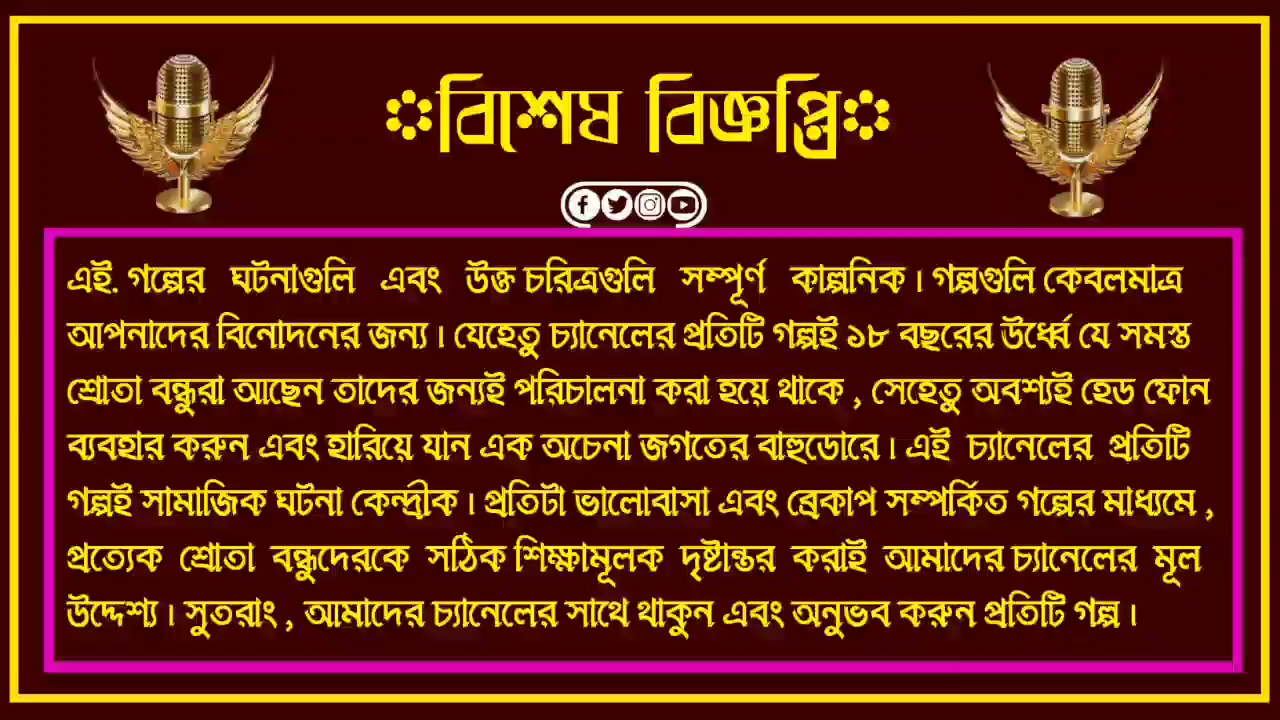 ংবিশেষ বিজ্ঞপ্তিং
এই. গল্পের ঘটনাগুলি এবং উক্ত চরিত্রগুলি সম্পূর্ণ কাল্পনিক। গল্পগুলি কেবলমাত্র
আপনাদের বিনোদনের জন্য। যেহেতু চ্যানেলের প্রতিটি গল্পই ১৮ বছরের উর্ধ্বে যে সমস্ত
শ্রোতা বন্ধুরা আছেন তাদের জন্যই পরিচালনা করা হয়ে থাকে , সেহেতু অবশ্যই হেড ফোন
ব্যবহার করুন এবং হারিয়ে যান এক অচেনা জগতের বাহুডোরে। এই চ্যানেলের প্রতিটি
গল্পই সামাজিক ঘটনা কেন্দ্রীক। প্রতিটা ভালোবাসা এবং ব্রেকাপ সম্পর্কিত গল্পের মাধ্যমে ,
প্রত্যেক শ্রোতা বন্ধুদেরকে সঠিক শিক্ষামূলক দৃষ্টান্তর করাই আমাদের চ্যানেলের মূল
উদ্দেশ্য। সুতরাং , আমাদের চ্যানেলের সাথে থাকুন এবং অনুভব করুন প্রতিটি গল্প।